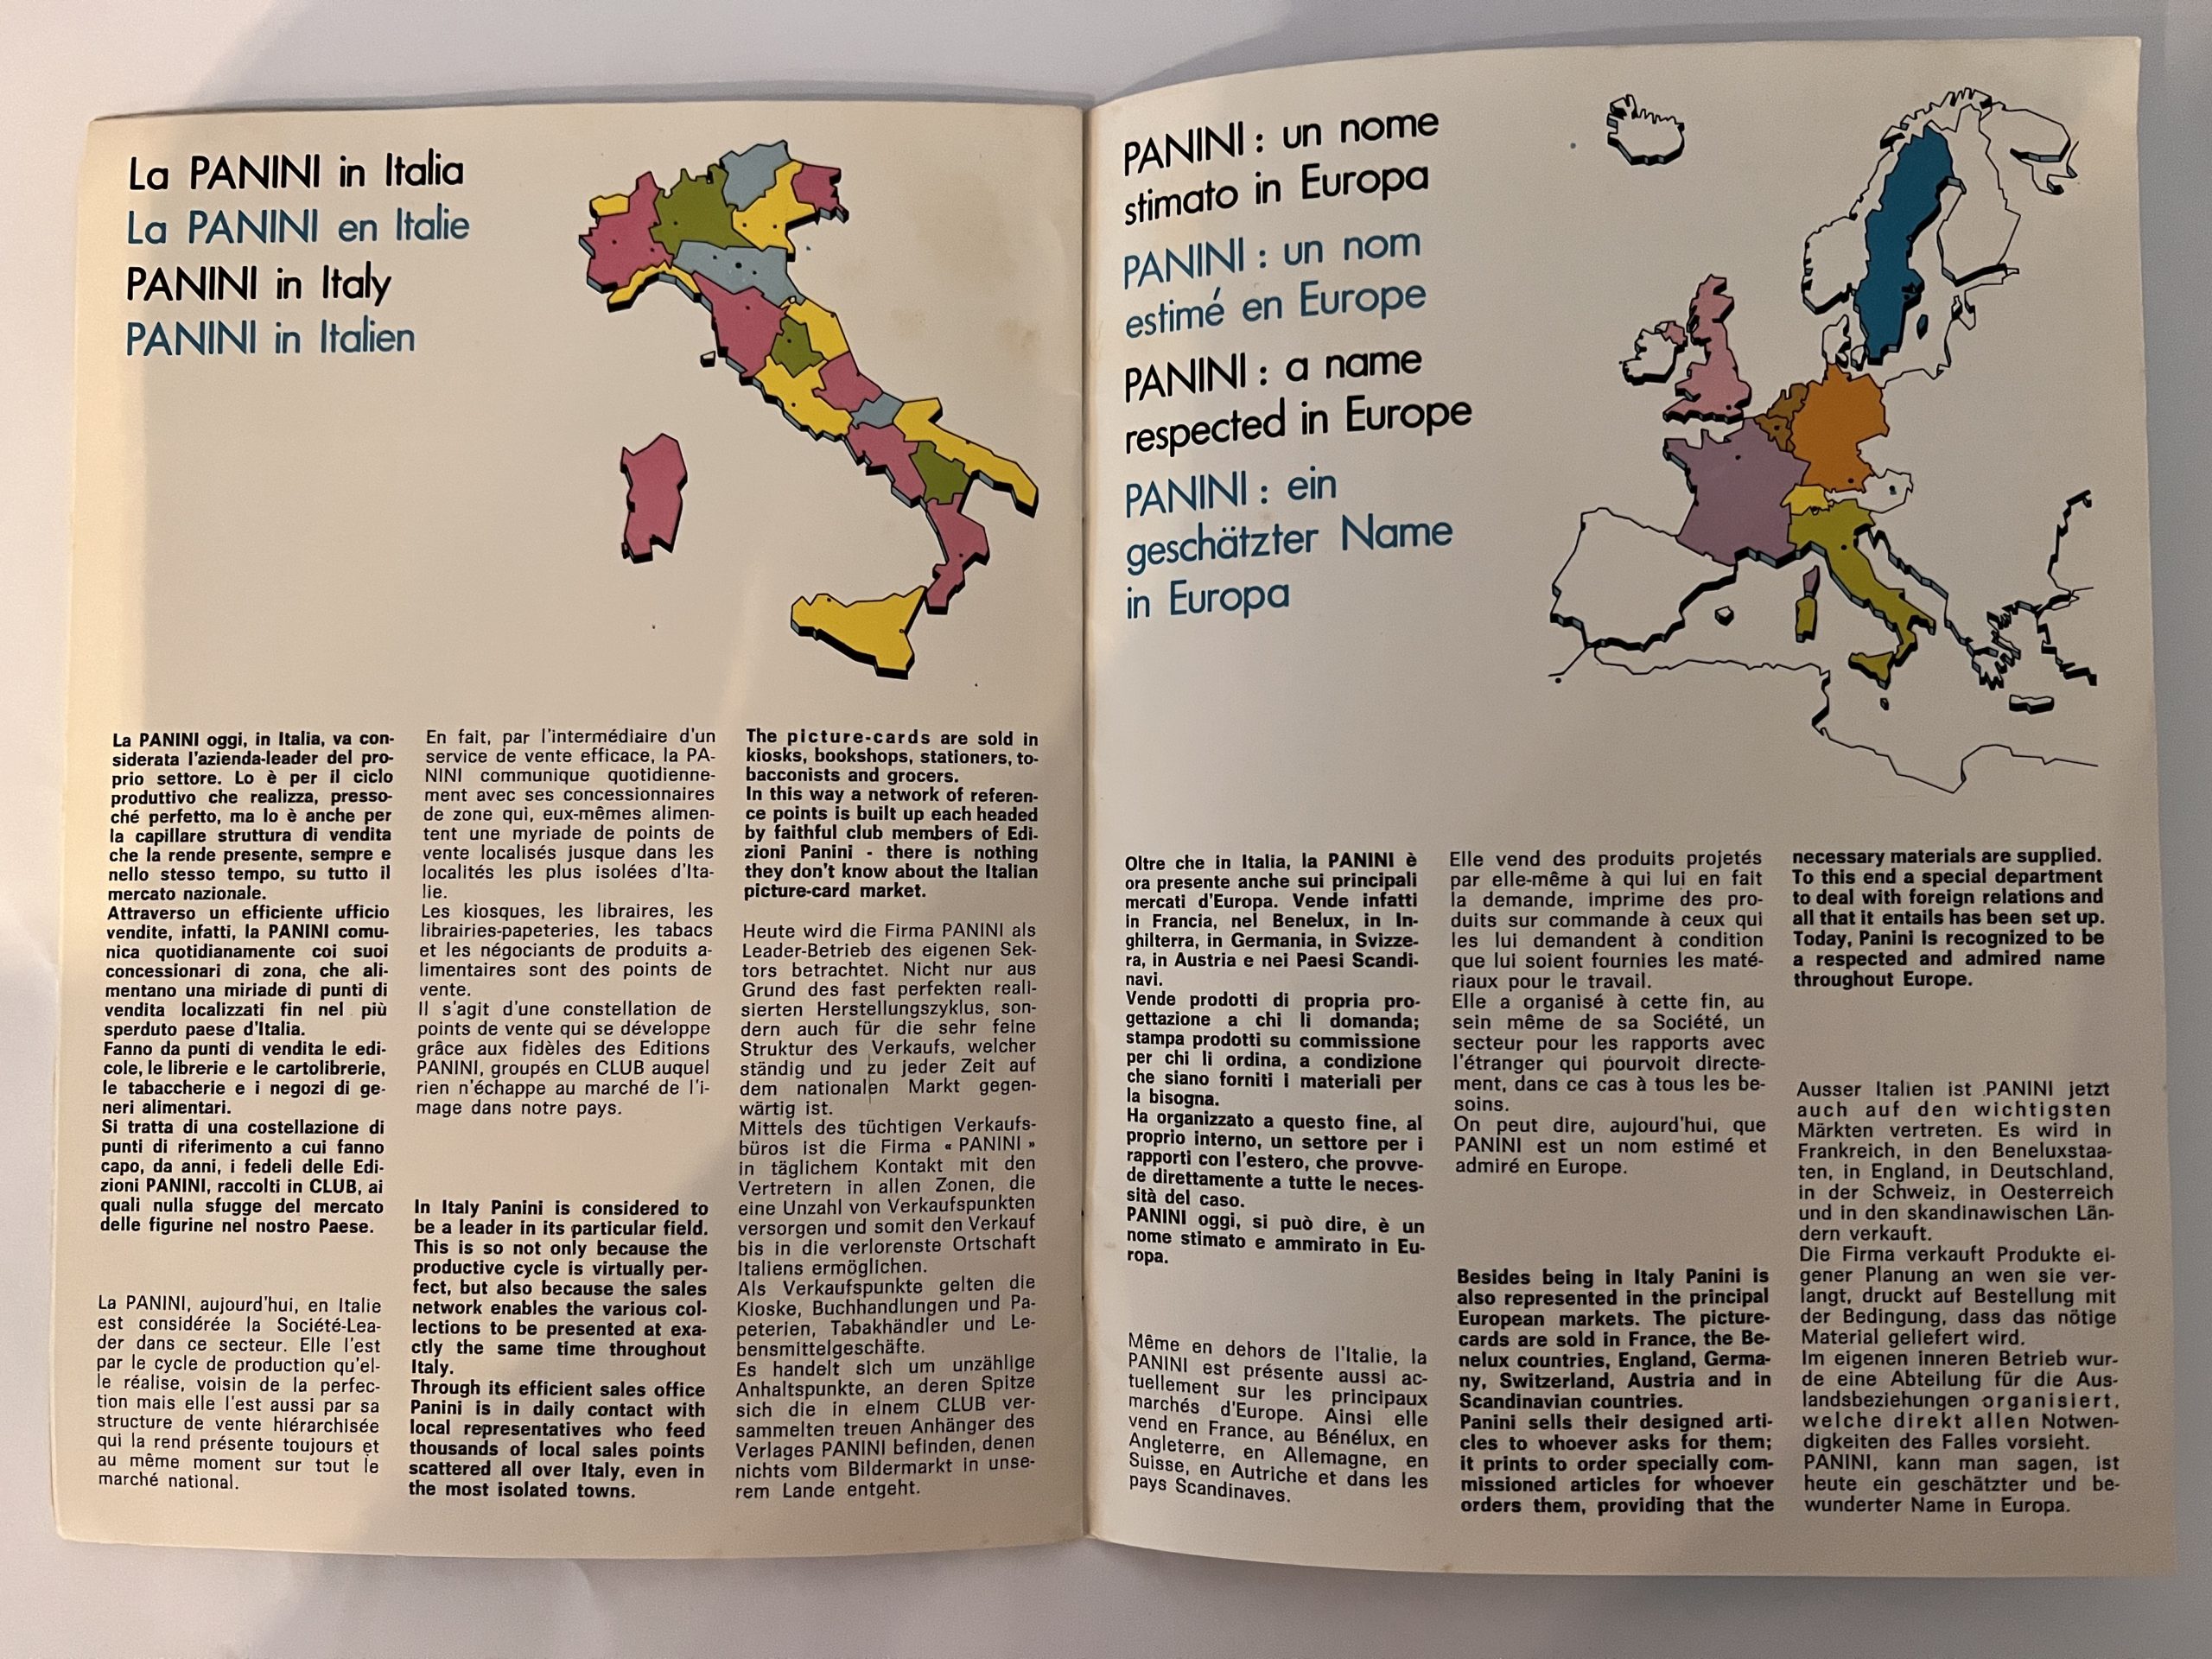 La PANINI in Italia
La PANINI en Italie
PANINI in Italy
PANINI in Italien
La PANINI oggi, in Italia, va con-
siderata l'azienda-leader del pro-
prio settore. Lo è per il ciclo
produttivo che realizza, presso-
ché perfetto, ma lo è anche per
la capillare struttura di vendita
che la rende presente, sempre e
nello stesso tempo, su tutto il
mercato nazionale.
Attraverso un efficiente ufficio
vendite, infatti, la PANINI comu-
nica quotidianamente coi suoi
concessionari di zona, che ali-
mentano una miriade di punti di
vendita localizzati fin nel più
sperduto paese d'Italia.
Fanno da punti di vendita le edi-
cole, le librerie e le cartolibrerie,
le tabaccherie e i negozi di ge-
neri alimentari.
Si tratta di una costellazione di
punti di riferimento a cui fanno
capo, da anni, i fedeli delle Edi-
zioni PANINI, raccolti in CLUB, ai
quali nulla sfugge del mercato
delle figurine nel nostro Paese.
La PANINI, aujourd'hui, en Italie
est considérée la Société-Lea-
der dans ce secteur. Elle l'est
par le cycle de production qu'el-
le réalise, voisin de la perfec-
tion mais elle l'est aussi par sa
structure de vente hiérarchisée
qui la rend présente toujours et
au même moment sur tout le
marché national.
En fait, par l'intermédiaire d'un
service de vente efficace, la PA-
NINI communique quotidienne-
ment avec ses concessionnaires
de zone qui, eux-mêmes alimen-
tent une myriade de points de
vente localisés jusque dans les
localités les plus isolées d'Ita-
lie.
Les kiosques, les libraires, les
librairies-papeteries, les tabacs
et les négociants de produits a-
limentaires sont des points de
vente.
Il s'agit d'une constellation de
points de vente qui se développe
grâce aux fidèles des Editions
PANINI, groupés en CLUB auquel
rien n'échappe au marché de l'i-
mage dans notre pays.
In Italy Panini is considered to
be a leader in its particular field.
This is so not only because the
productive cycle is virtually per-
fect, but also because the sales
network enables the various col-
lections to be presented at exa-
ctly the same time throughout
Italy.
Through its efficient sales office
Panini is in daily contact with
local representatives who feed
thousands of local sales points
scattered all over Italy, even in
the most isolated towns.
The picture-cards are sold in
kiosks, bookshops, stationers, to-
bacconists and grocers.
In this way a network of referen-
ce points is built up each headed
by faithful club members of Edi-
zioni Panini - there is nothing
they don't know about the Italian
picture-card market.
Heute wird die Firma PANINI als
Leader-Betrieb des eigenen Sek-
tors betrachtet. Nicht nur aus
Grund des fast perfekten reali-
sierten Herstellungszyklus, son-
dern auch für die sehr feine
Struktur des Verkaufs, welcher
ständig und zu jeder Zeit auf
dem nationalen Markt gegen-
wärtig ist.
Mittels des tüchtigen Verkaufs-
büros ist die Firma « PANINI »
in täglichem Kontakt mit den
Vertretern in allen Zonen, die
eine Unzahl von Verkaufspunkten
versorgen und somit den Verkauf
bis in die verlorenste Ortschaft
Italiens ermöglichen.
Als Verkaufspunkte gelten die
Kioske, Buchhandlungen und Pa-
peterien, Tabakhändler und Le-
bensmittelgeschäfte.
Es handelt sich um unzählige
Anhaltspunkte, an deren Spitze
sich die in einem CLUB ver-
sammelten treuen Anhänger des
Verlages PANINI befinden, denen
nichts vom Bildermarkt in unse-
rem Lande entgeht.
PANINI : un nome
stimato in Europa
PANINI : un nom
estimé en Europe
PANINI : a name
respected in Europe
PANINI : ein
geschätzter Name
in Europa
Oltre che in Italia, la PANINI è
ora presente anche sui principali
mercati d'Europa. Vende infatti
in Francia, nel Benelux, in In-
ghilterra, in Germania, in Svizze-
ra, in Austria e nei Paesi Scandi-
navi.
Vende prodotti di propria pro-
gettazione a chi li domanda;
stampa prodotti su commissione
per chi li ordina, a condizione
che siano forniti i materiali per
la bisogna.
Ha organizzato a questo fine, al
proprio interno, un settore per i
rapporti con l'estero, che provve-
de direttamente a tutte le neces-
sità del caso.
PANINI oggi, si può dire, è un
nome stimato e ammirato in Eu-
ropa.
Même en dehors de l'Italie, la
PANINI est présente aussi ac-
tuellement sur les principaux
marchés d'Europe. Ainsi elle
vend en France, au Bénélux, en
Angleterre, en Allemagne, en
Suisse, en Autriche et dans les
pays Scandinaves.
Elle vend des produits projetés
par elle-même à qui lui en fait
la demande, imprime des pro-
duits sur commande à ceux qui
les lui demandent à condition
que lui soient fournies les maté-
riaux pour le travail.
Elle a organisé à cette fin, au
sein même de sa Société, un
secteur pour les rapports avec
l'étranger qui pourvoit directe-
ment, dans ce cas à tous les be-
soins.
On peut dire, aujourd'hui, que
PANINI est un nom estimé et
admiré en Europe.
Besides being in Italy Panini is
also represented in the principal
European markets. The picture-
cards are sold in France, the Be-
nelux countries, England, Germa-
ny, Switzerland, Austria and in
Scandinavian countries.
Panini sells their designed arti-
cles to whoever asks for them;
it prints to order specially com-
missioned articles for whoever
orders them, providing that the
necessary materials are supplied.
To this end a special department
to deal with foreign relations and
all that it entails has been set up.
Today, Panini is recognized to be
a respected and admired name
throughout Europe.
Ausser Italien ist PANINI jetzt
auch auf den wichtigsten
Märkten vertreten. Es wird in
Frankreich, in den Beneluxstaa-
ten, in England, in Deutschland,
in der Schweiz, in Oesterreich
und in den skandinawischen Län-
dern verkauft.
Die Firma verkauft Produkte ei-
gener Planung an wen sie ver-
langt, druckt auf Bestellung mit
der Bedingung, dass das nötige
Material geliefert wird.
Im eigenen inneren Betrieb wur-
de eine Abteilung für die Aus-
landsbeziehungen organisiert,
welche direkt allen Notwen-
digkeiten des Falles vorsieht.
PANINI, kann man sagen, ist
heute ein geschätzter und be-
wunderter Name in Europa.